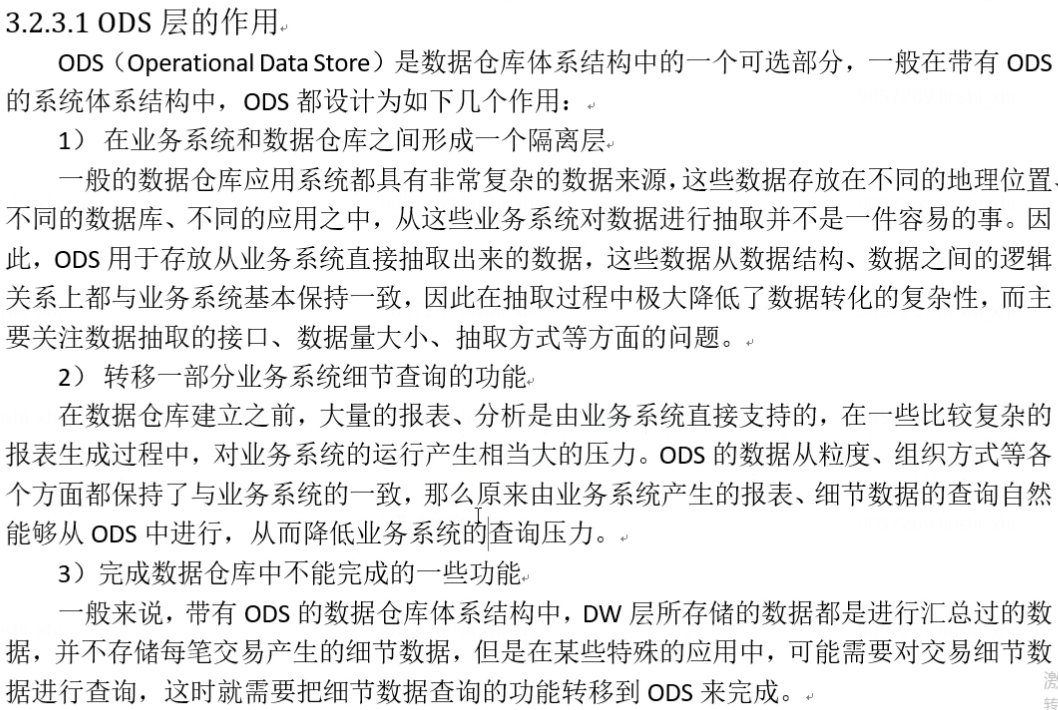 3.2.3.1 ODS 层的作用
ODS（Operational Data Store）是数据仓库体系结构中的一个可选部分，一般在带有 ODS
的系统体系结构中，ODS 都设计为如下几个作用：
1） 在业务系统和数据仓库之间形成一个隔离层
一般的数据仓库应用系统都具有非常复杂的数据来源，这些数据存放在不同的地理位置、
不同的数据库、不同的应用之中，从这些业务系统对数据进行抽取并不是一件容易的事。因
此，ODS 用于存放从业务系统直接抽取出来的数据，这些数据从数据结构、数据之间的逻辑
关系上都与业务系统基本保持一致，因此在抽取过程中极大降低了数据转化的复杂性，而主
要关注数据抽取的接口、数据量大小、抽取方式等方面的问题。
2） 转移一部分业务系统细节查询的功能
在数据仓库建立之前，大量的报表、分析是由业务系统直接支持的，在一些比较复杂的
报表生成过程中，对业务系统的运行产生相当大的压力。ODS 的数据从粒度、组织方式等各
个方面都保持了与业务系统的一致，那么原来由业务系统产生的报表、细节数据的查询自然
能够从 ODS 中进行，从而降低业务系统的查询压力。
3）完成数据仓库中不能完成的一些功能
一般来说，带有 ODS 的数据仓库体系结构中，DW 层所存储的数据都是进行汇总过的数
据，并不存储每笔交易产生的细节数据，但是在某些特殊的应用中，可能需要对交易细节数
据进行查询，这时就需要把细节数据查询的功能转移到 ODS 来完成。
激
转